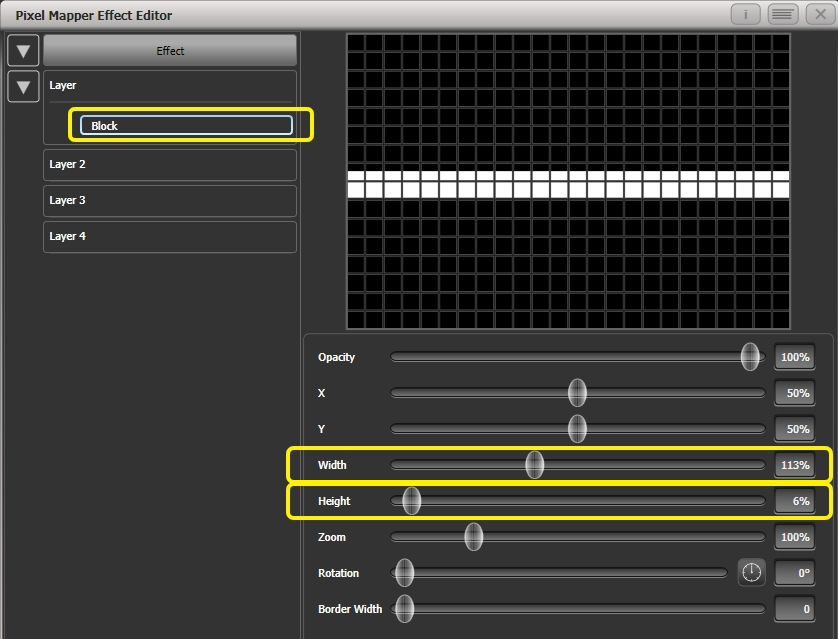 Pixel Mapper Effect Editor
i
Effect
Layer
Block
Layer 2
Layer 3
Layer 4
Opacity 100%
X 50%
Y 50%
Width 113%
Height 6%
Zoom 100%
Rotation 0°
Border Width 0